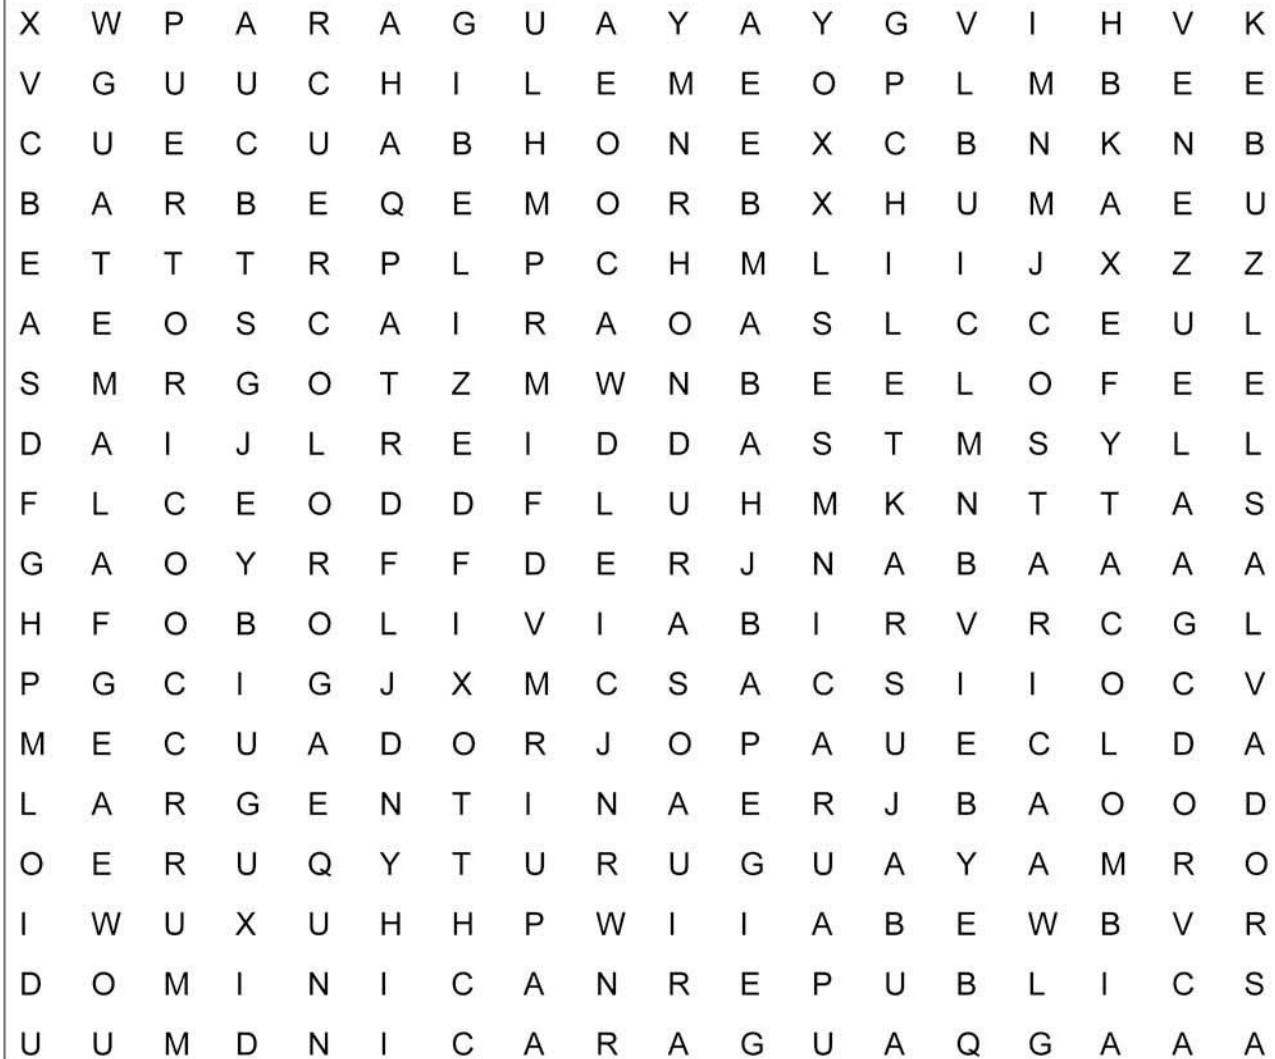 X W P A R A G U A Y A Y G V I H V K
V G U U C H I L E M E O P L M B E E
C U E C U A B H O N E X C B N K N B
B A R B E Q E M O R B X H U M A E U
E T T T R P L P C H M L I I J X Z Z
A E O S C A I R A O A S L C C E U L
S M R G O T Z M W N B E E L O F E E
D A I J L R E I D D A S T M S Y L L
F L C E O D D F L U H M K N T T A S
G A O Y R F F D E R J N A B A A A A
H F O B O L I V I A B I R V R C G L
P G C I G J X M C S A C S I I O C V
M E C U A D O R J O P A U E C L D A
L A R G E N T I N A E R J B A O O D
O E R U Q Y T U R U G U A Y A M R O
I W U X U H H P W I I A B E W B V R
D O M I N I C A N R E P U B L I C S
U U M D N I C A R A G U A Q G A A A